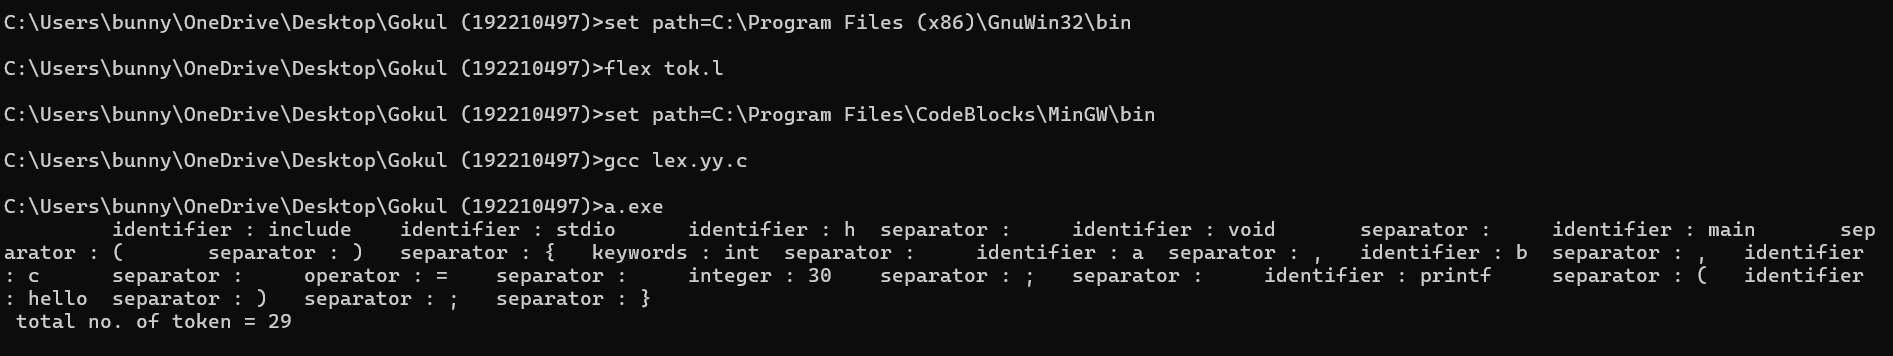 C:\Users\bunny\OneDrive\Desktop\Gokul (192210497)>set path=C:\Program Files (x86)\GnuWin32\bin
C:\Users\bunny\OneDrive\Desktop\Gokul (192210497)>flex tok.l
C:\Users\bunny\OneDrive\Desktop\Gokul (192210497)>set path=C:\Program Files\CodeBlocks\MinGW\bin
C:\Users\bunny\OneDrive\Desktop\Gokul (192210497)>gcc lex.yy.c
C:\Users\bunny\OneDrive\Desktop\Gokul (192210497)>a.exe
identifier : include    identifier : stdio      identifier : h  separator :     identifier : void       separator :     identifier : main       sep
arator : (       separator : )   separator : {   keywords : int  separator :     identifier : a  separator : ,   identifier : b  separator : ,   identifier
: c      separator :     operator : =    separator :     integer : 30    separator : ;   separator :     identifier : printf     separator : (   identifier
: hello  separator : )   separator : ;   separator : }
total no. of token = 29